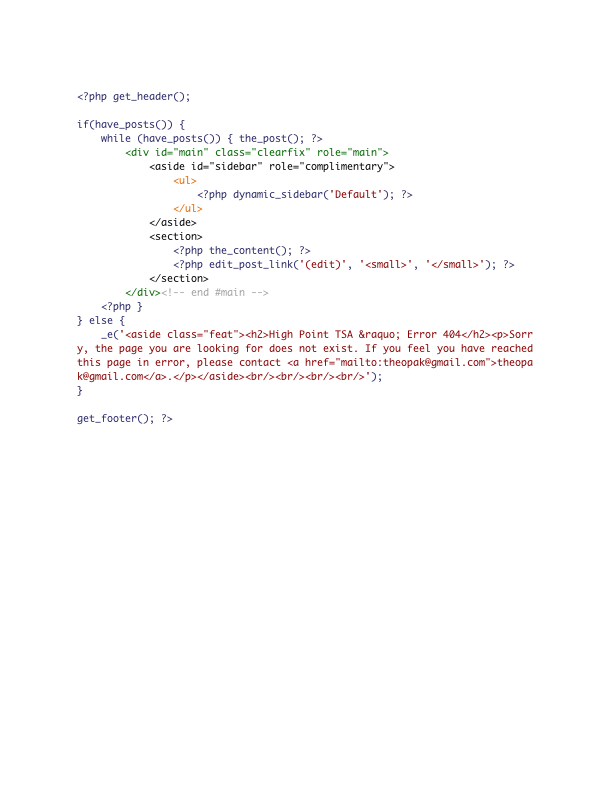 <?php get_header();
if(have_posts()) {
while (have_posts()) { the_post(); ?>
<div id="main" class="clearfix" role="main">
<aside id="sidebar" role="complimentary">
<ul>
<?php dynamic_sidebar('Default'); ?>
</ul>
</aside>
<section>
<?php the_content(); ?>
<?php edit_post_link('(edit)', '<small>', '</small>'); ?>
</section>
</div><!-- end #main -->
<?php }
} else {
_e('<aside class="feat"><h2>High Point TSA &raquo; Error 404</h2><p>Sorr
y, the page you are looking for does not exist. If you feel you have reached
this page in error, please contact <a href="mailto:theopak@gmail.com">theopa
k@gmail.com</a>.</p></aside><br/><br/><br/><br/>');
}
get_footer(); ?>